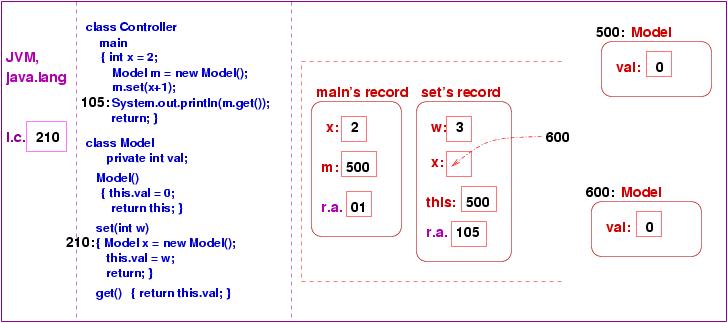 JVM,
java.lang
i.c. 210
class Controller
main
{ int x = 2;
Model m = new Model();
m.set(x+1);
105: System.out.println(m.get());
return; }
class Model
private int val;
Model()
{ this.val = 0;
return this; }
set(int w)
210: { Model x = new Model();
this.val = w;
return; }
get() { return this.val; }
main's record
x: 2
m: 500
r.a. 01
set's record
w: 3
x:
this: 500
r.a. 105
600
500: Model
val: 0
600: Model
val: 0